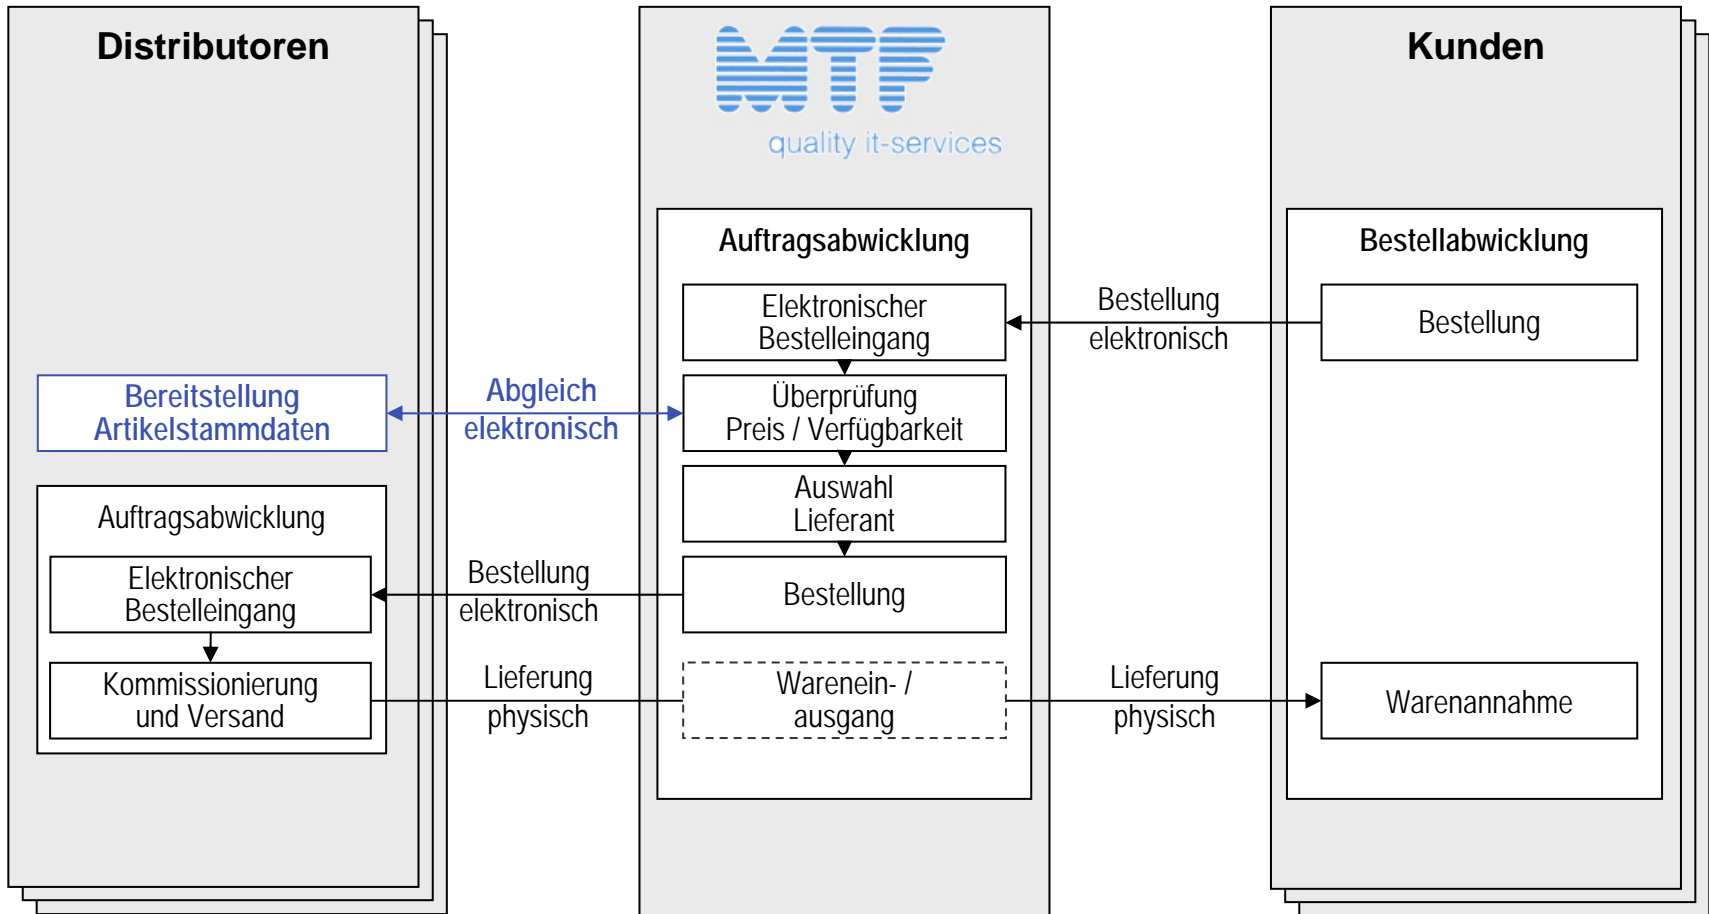 Distributoren
MTF
quality it-services
Kunden
Auftragsabwicklung
Bestellabwicklung
Elektronischer
Bestelleingang
Bestellung
elektronisch
Bestellung
Bereitstellung
Artikelstammdaten
Abgleich
elektronisch
Überprüfung
Preis / Verfügbarkeit
Auswahl
Lieferant
Auftragsabwicklung
Elektronischer
Bestelleingang
Bestellung
elektronisch
Bestellung
Kommissionierung
und Versand
Lieferung
physisch
Warenein- /
ausgang
Lieferung
physisch
Warenannahme